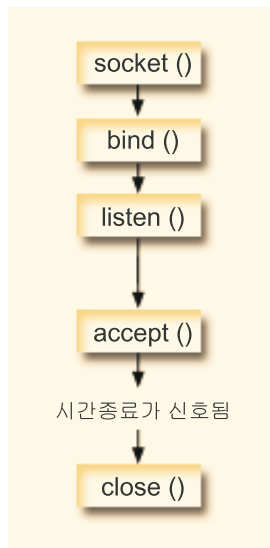 socket ()
bind ()
listen ()
accept ()
시간종료가 신호됨
close ()